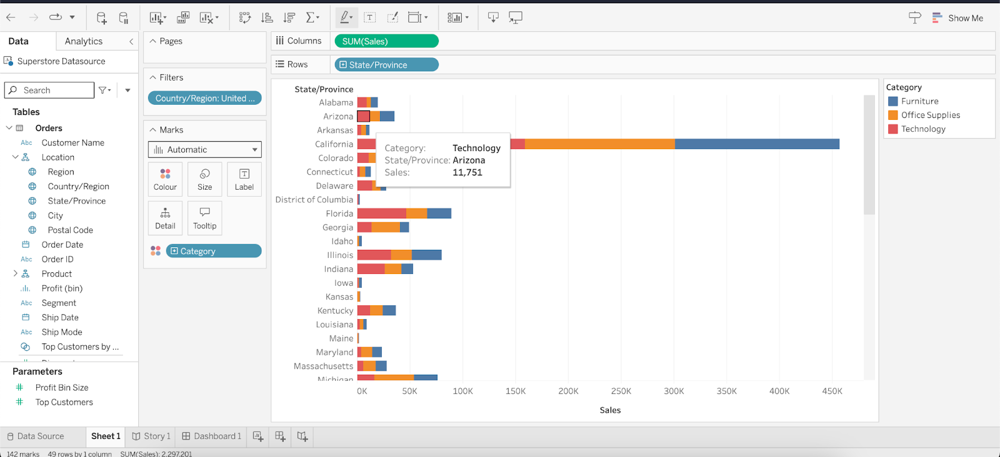 Show Me
Data
Analytics
Superstore Datasource
Search
Tables
Orders
Abc Customer Name
Location
Region
Country/Region
State/Province
City
Postal Code
Order Date
Abc Order ID
Product
Profit (bin)
Abc Segment
Ship Date
Abc Ship Mode
Top Customers by ...
Parameters
Profit Bin Size
Top Customers
Pages
Filters
Country/Region: United ...
Marks
Automatic
Colour Size Label
Detail Tooltip
Category
Columns SUM(Sales)
Rows State/Province
State/Province
Alabama
Arizona
Arkansas
California
Colorado
Connecticut
Delaware
District of Columbia
Florida
Georgia
Idaho
Illinois
Indiana
Iowa
Kansas
Kentucky
Louisiana
Maine
Maryland
Massachusetts
Michigan
Category: Technology
State/Province: Arizona
Sales: 11,751
0K 50K 100K 150K 200K 250K 300K 350K 400K 450K
Sales
Category
Furniture
Office Supplies
Technology
Data Source Sheet 1 Story 1 Dashboard 1
142 marks 49 rows by 1 column SUM(Sales): 2,297,201